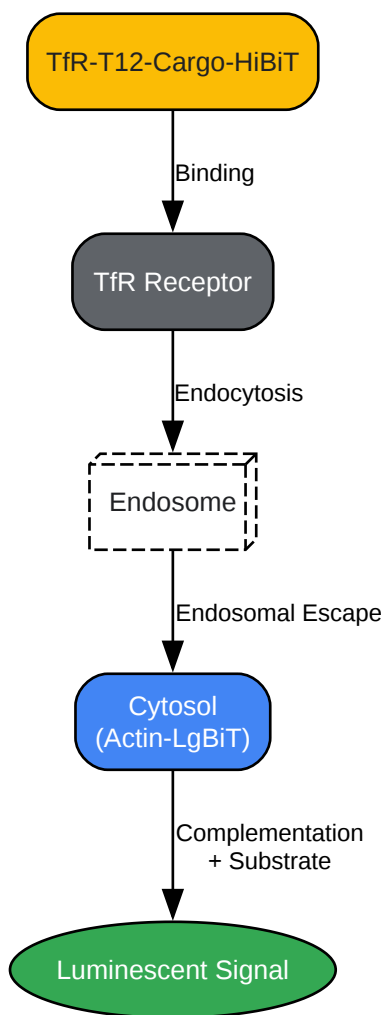 TfR-T12-Cargo-HiBiT
Binding
TfR Receptor
Endocytosis
Endosome
Endosomal Escape
Cytosol
(Actin-LgBiT)
Complementation
+ Substrate
Luminescent Signal